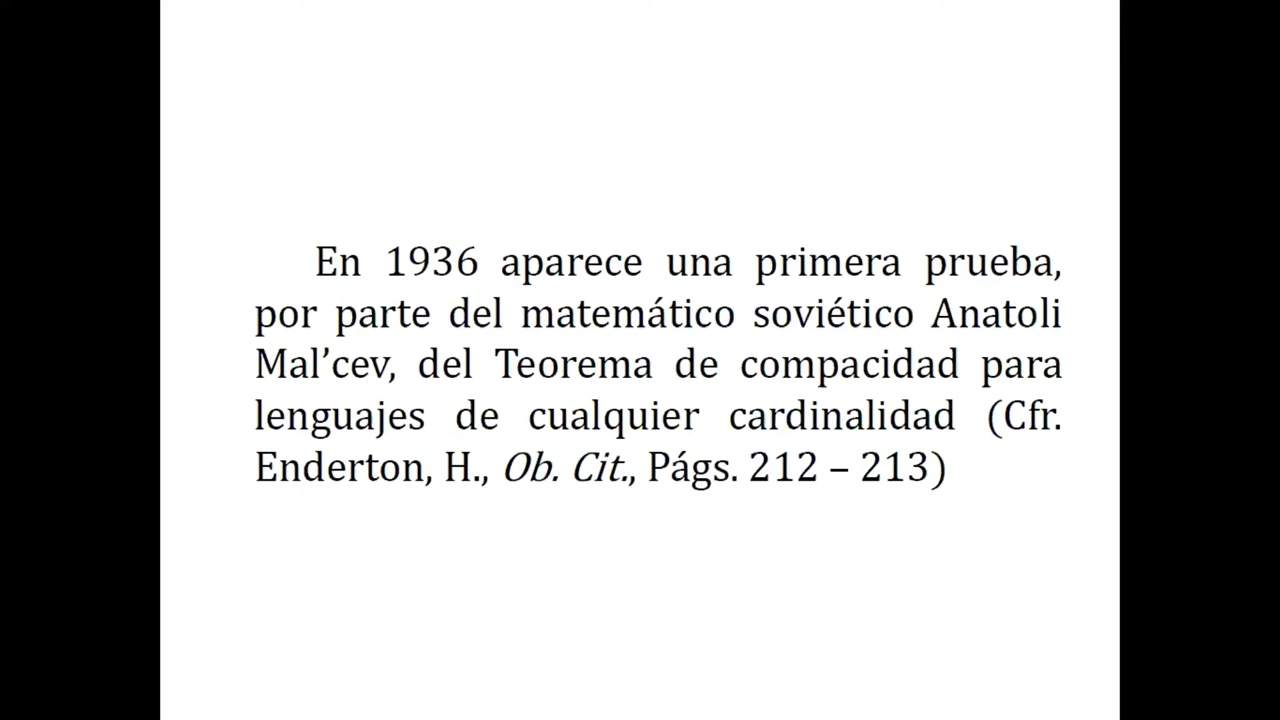 En 1936 aparece una primera prueba,
por parte del matemático soviético Anatoli
Mal’cev, del Teorema de compacidad para
lenguajes de cualquier cardinalidad (Cfr.
Enderton, H., Ob. Cit., Págs. 212 – 213)